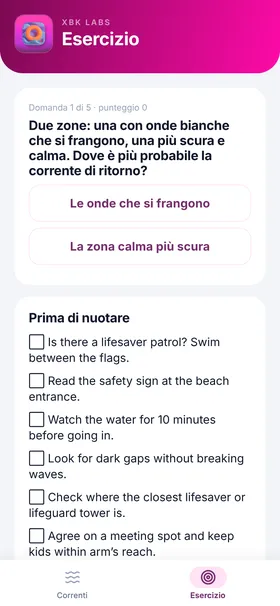 XBK LABS
Esercizio
Domanda 1 di 5 · punteggio 0
Due zone: una con onde bianche
che si frangono, una più scura e
calma. Dove è più probabile la
corrente di ritorno?
Le onde che si frangono
La zona calma più scura
Prima di nuotare
Is there a lifesaver patrol? Swim
between the flags.
Read the safety sign at the beach
entrance.
Watch the water for 10 minutes
before going in.
Look for dark gaps without breaking
waves.
Check where the closest lifesaver or
lifeguard tower is.
Agree on a meeting spot and keep
kids within arm’s reach.
Correnti
Esercizio